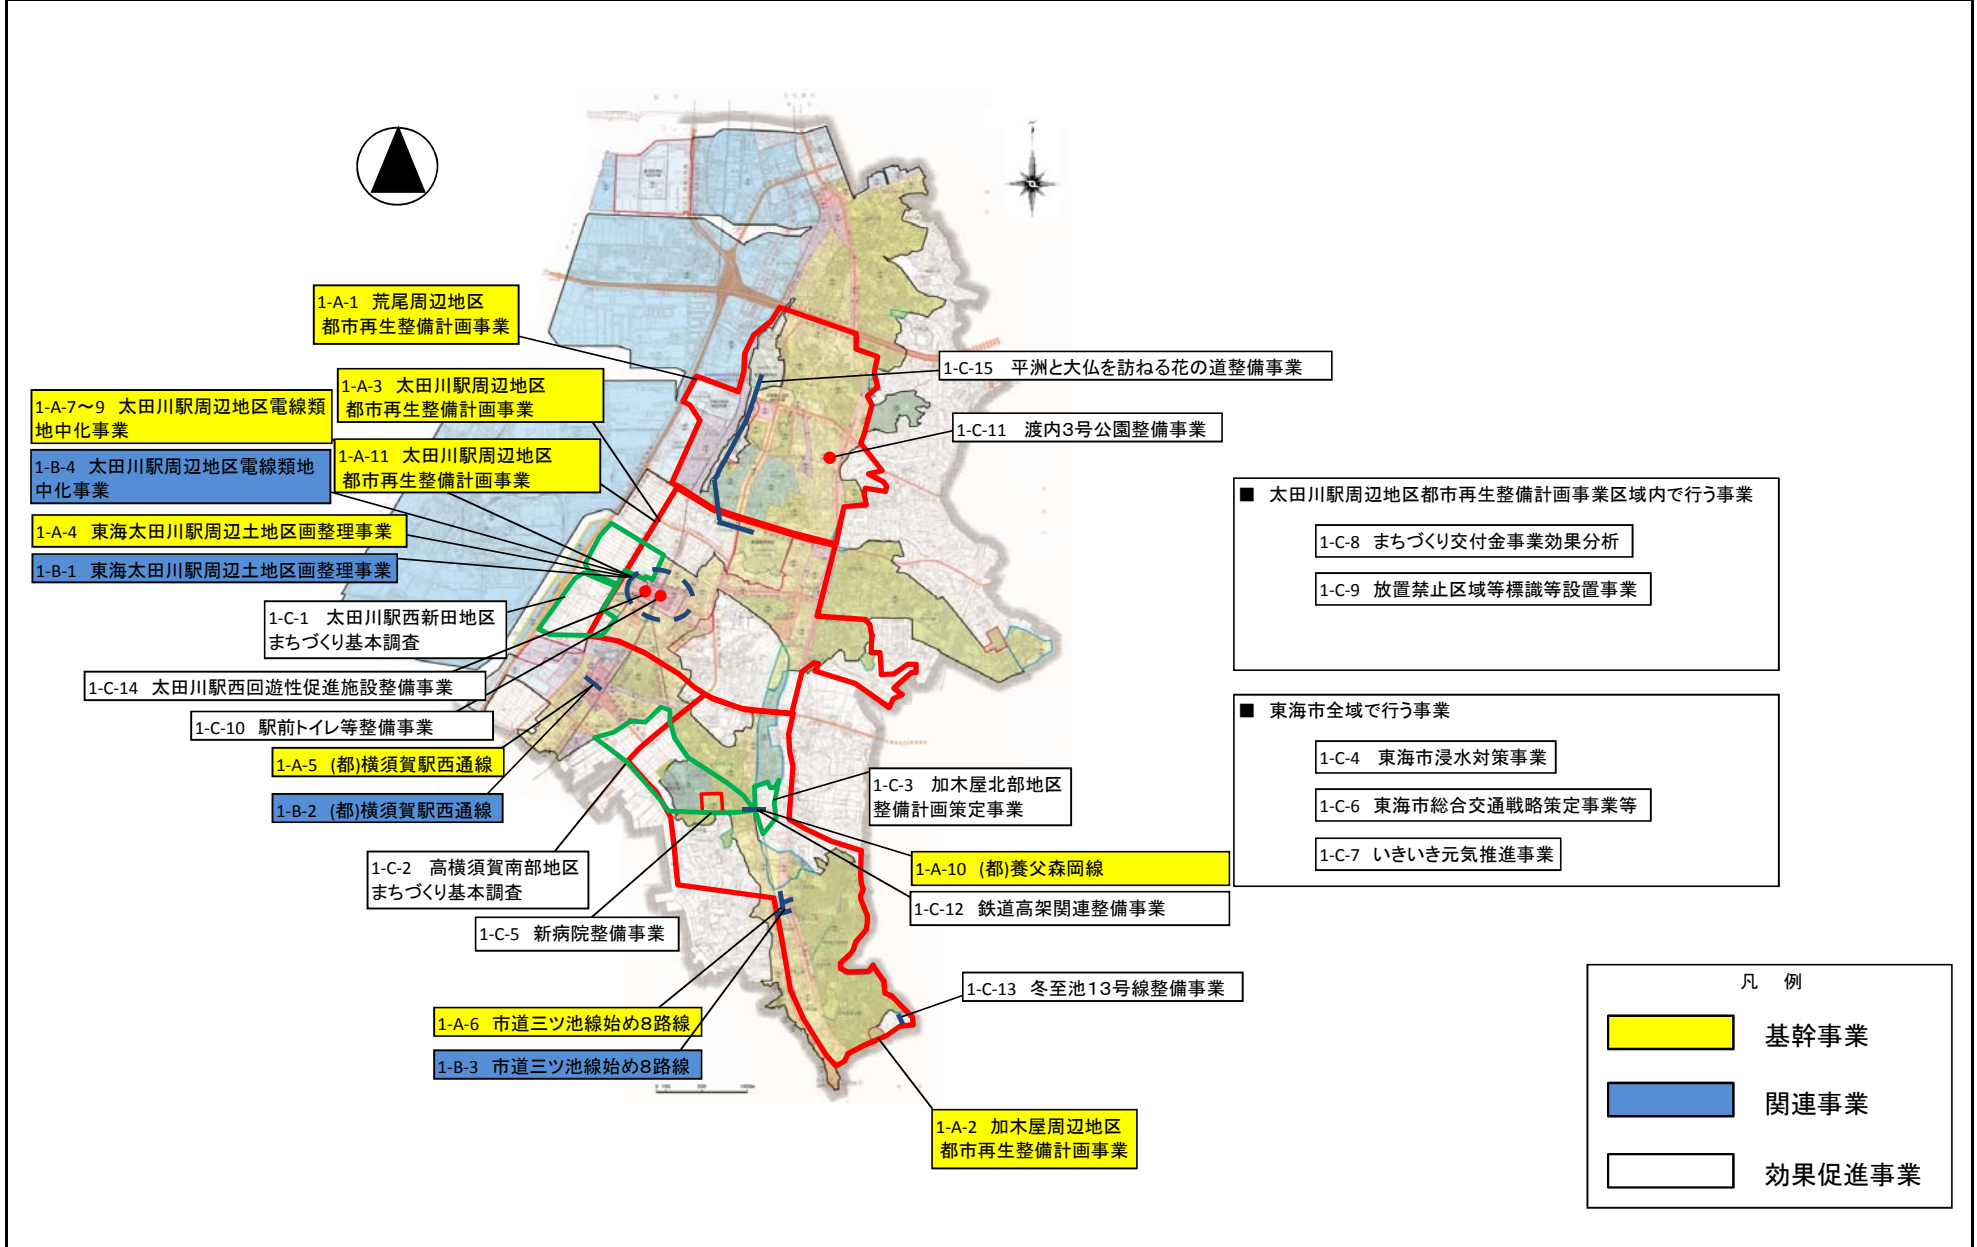 1-A-1 荒尾周辺地区
都市再生整備計画事業
1-A-3 太田川駅周辺地区
都市再生整備計画事業
1-A-7～9 太田川駅周辺地区電線類
地中化事業
1-A-11 太田川駅周辺地区
都市再生整備計画事業
1-B-4 太田川駅周辺地区電線類地
中化事業
1-A-4 東海太田川駅周辺土地区画整理事業
1-B-1 東海太田川駅周辺土地区画整理事業
1-C-1 太田川駅西新田地区
まちづくり基本調査
1-C-14 太田川駅西回遊性促進施設整備事業
1-C-10 駅前トイレ等整備事業
1-A-5 (都)横須賀駅西通線
1-B-2 (都)横須賀駅西通線
1-C-2 高横須賀南部地区
まちづくり基本調査
1-C-5 新病院整備事業
1-A-6 市道三ツ池線始め8路線
1-B-3 市道三ツ池線始め8路線
1-C-15 平洲と大仏を訪ねる花の道整備事業
1-C-11 渡内3号公園整備事業
1-C-3 加木屋北部地区
整備計画策定事業
1-A-10 (都)養父森岡線
1-C-12 鉄道高架関連整備事業
1-C-13 冬至池13号線整備事業
1-A-2 加木屋周辺地区
都市再生整備計画事業
■ 太田川駅周辺地区都市再生整備計画事業区域内で行う事業
1-C-8 まちづくり交付金事業効果分析
1-C-9 放置禁止区域等標識等設置事業
■ 東海市全域で行う事業
1-C-4 東海市浸水対策事業
1-C-6 東海市総合交通戦略策定事業等
1-C-7 いきいき元気推進事業
凡 例
基幹事業
関連事業
効果促進事業